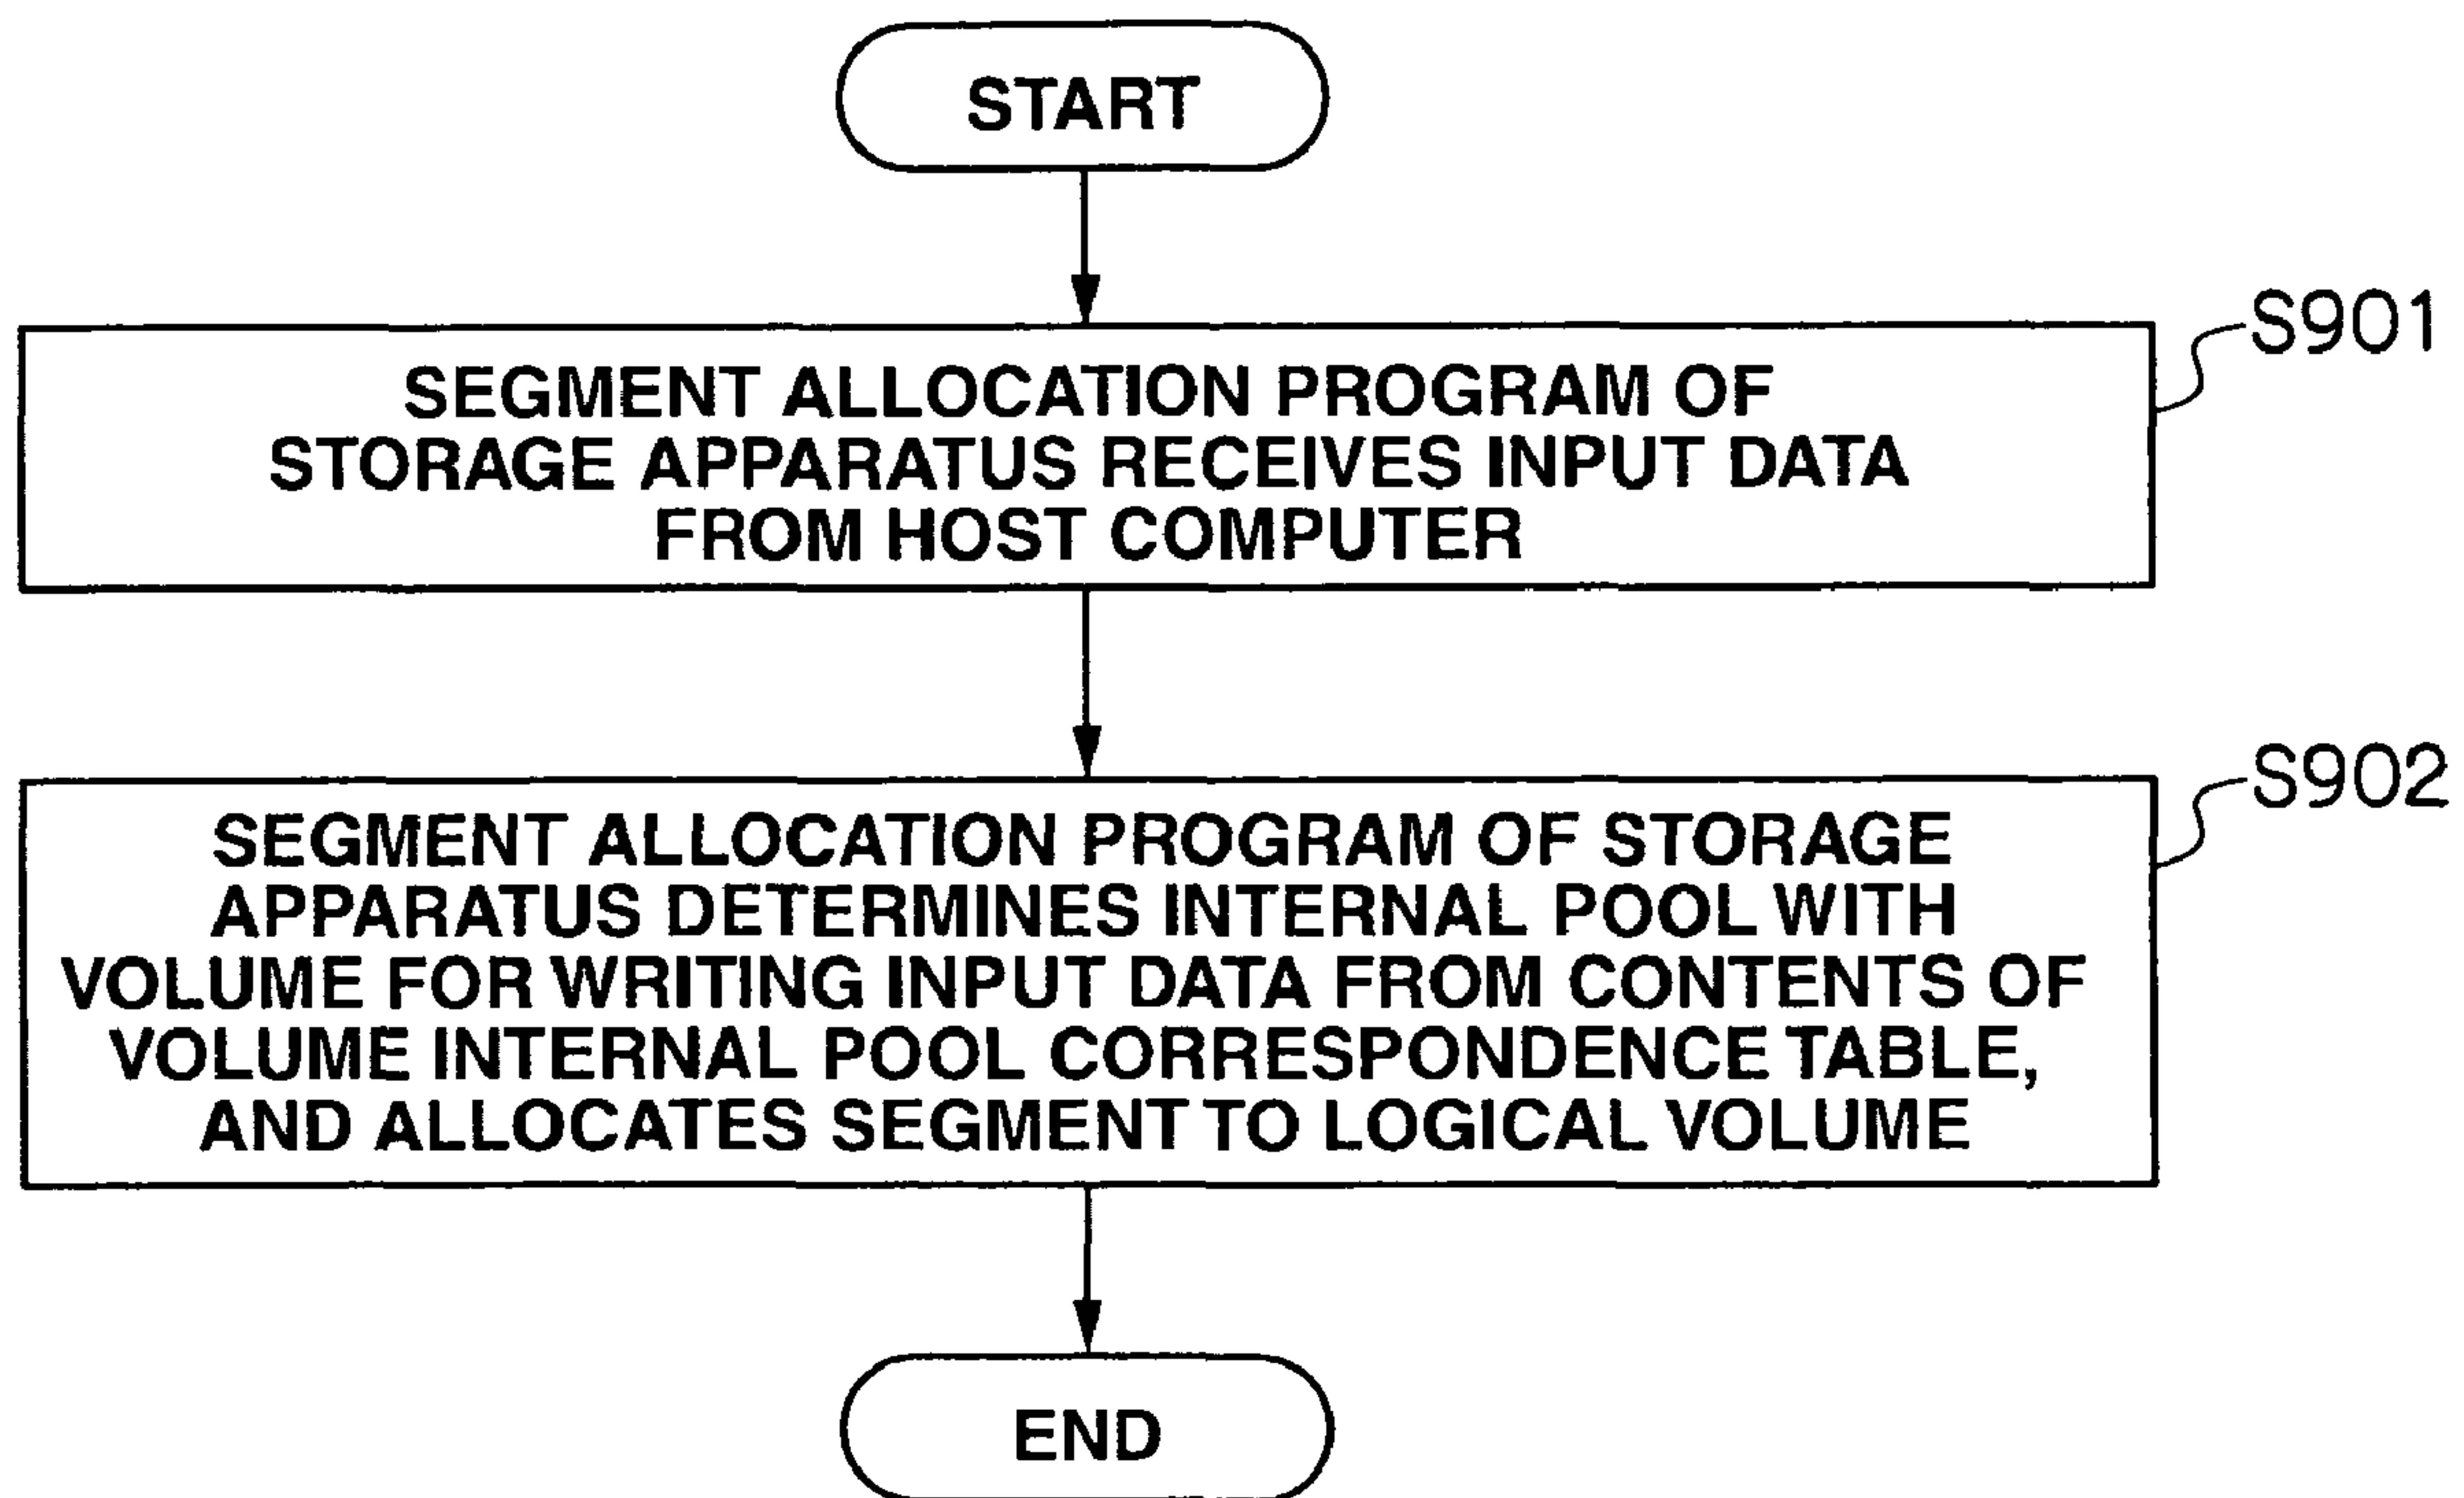 START
S901
SEGMENT ALLOCATION PROGRAM OF
STORAGE APPARATUS RECEIVES INPUT DATA
FROM HOST COMPUTER
S902
SEGMENT ALLOCATION PROGRAM OF STORAGE
APPARATUS DETERMINES INTERNAL POOL WITH
VOLUME FOR WRITING INPUT DATA FROM CONTENTS OF
VOLUME INTERNAL POOL CORRESPONDENCE TABLE,
AND ALLOCATES SEGMENT TO LOGICAL VOLUME
END